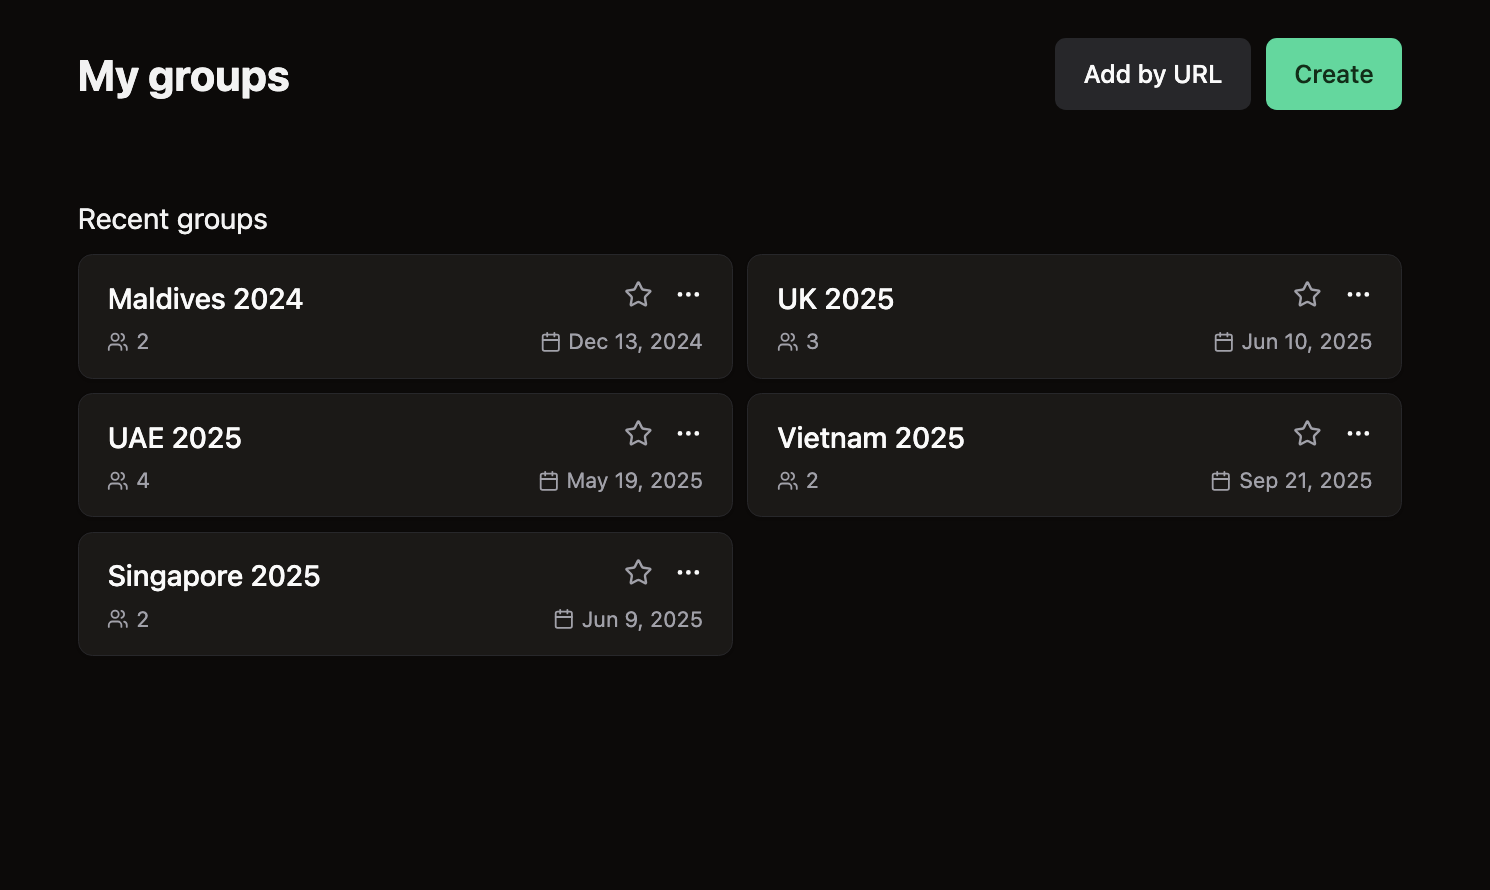 My groups
Add by URL
Create
Recent groups
Maldives 2024
2
Dec 13, 2024
UK 2025
3
Jun 10, 2025
UAE 2025
4
May 19, 2025
Vietnam 2025
2
Sep 21, 2025
Singapore 2025
2
Jun 9, 2025